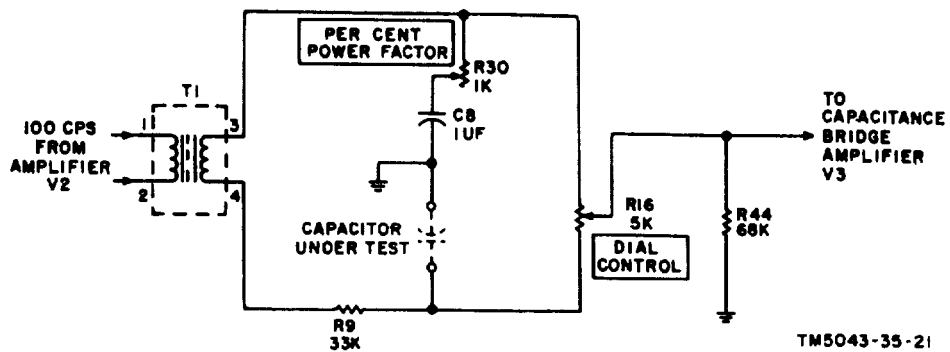 PER CENT
POWER FACTOR
R30
1K
T1
C8
1UF
100 CPS
FROM
AMPLIFIER
V2
1
2
3
4
TO
CAPACITANCE
BRIDGE
AMPLIFIER
V3
CAPACITOR
UNDER TEST
R16
5K
DIAL
CONTROL
R44
68K
R9
33K
TM5043-35-21